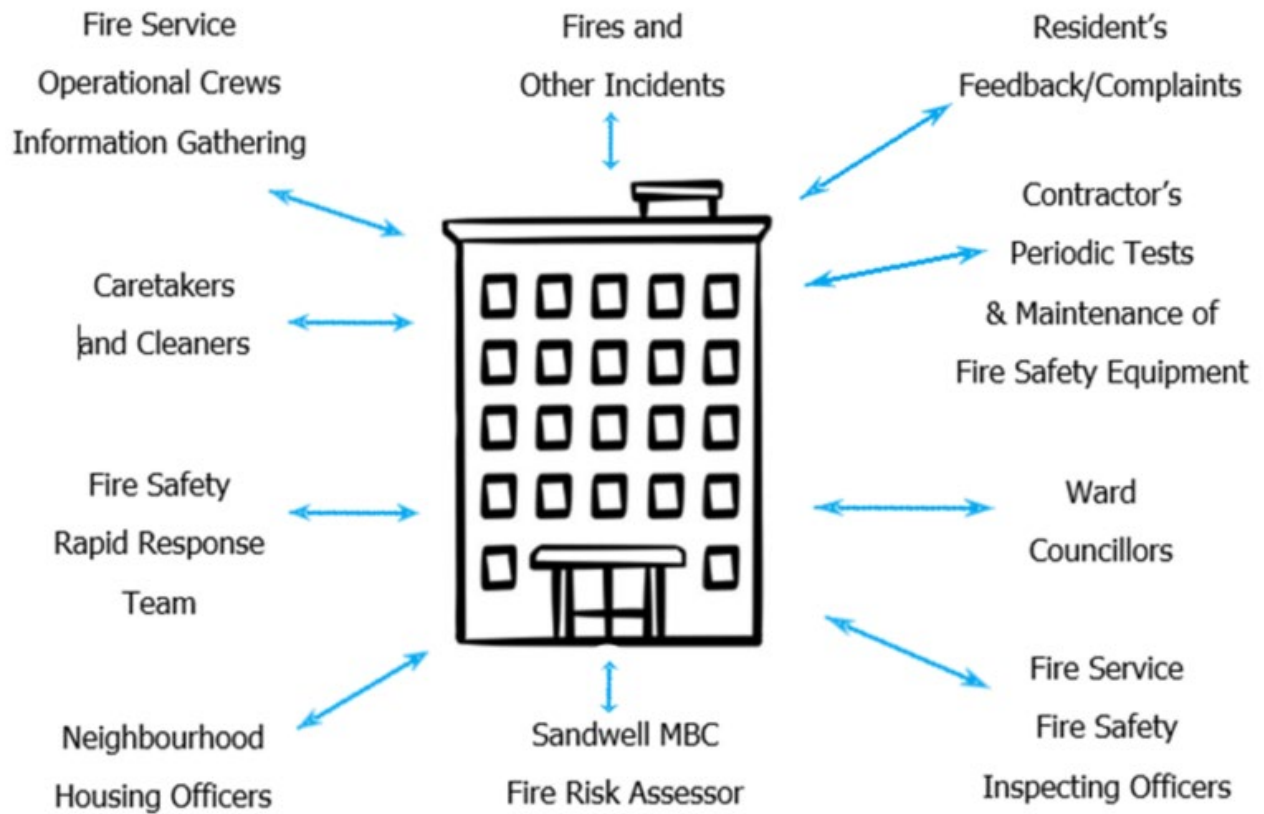 Fire Service
Operational Crews
Information Gathering
Fires and
Other Incidents
Resident's
Feedback/Complaints
Contractor's
Periodic Tests
& Maintenance of
Fire Safety Equipment
Caretakers
and Cleaners
Fire Safety
Rapid Response
Team
Ward
Councillors
Neighbourhood
Housing Officers
Sandwell MBC
Fire Risk Assessor
Fire Service
Fire Safety
Inspecting Officers